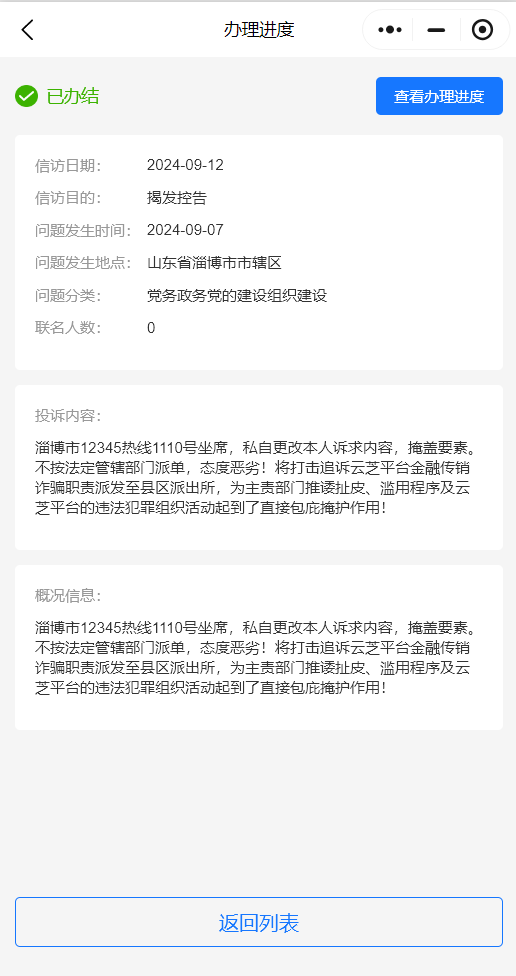 办理进度
已办结
查看办理进度
信访日期： 2024-09-12
信访目的： 揭发控告
问题发生时间： 2024-09-07
问题发生地点： 山东省淄博市市辖区
问题分类： 党务政务党的建设组织建设
联名人数： 0
投诉内容：
淄博市12345热线1110号坐席，私自更改本人诉求内容，掩盖要素。
不按法定管辖部门派单，态度恶劣！将打击追诉云芝平台金融传销
诈骗职责派发至县区派出所，为主责部门推诿扯皮、滥用程序及云
芝平台的违法犯罪组织活动起到了直接包庇掩护作用！
概况信息：
淄博市12345热线1110号坐席，私自更改本人诉求内容，掩盖要素。
不按法定管辖部门派单，态度恶劣！将打击追诉云芝平台金融传销
诈骗职责派发至县区派出所，为主责部门推诿扯皮、滥用程序及云
芝平台的违法犯罪组织活动起到了直接包庇掩护作用！
返回列表